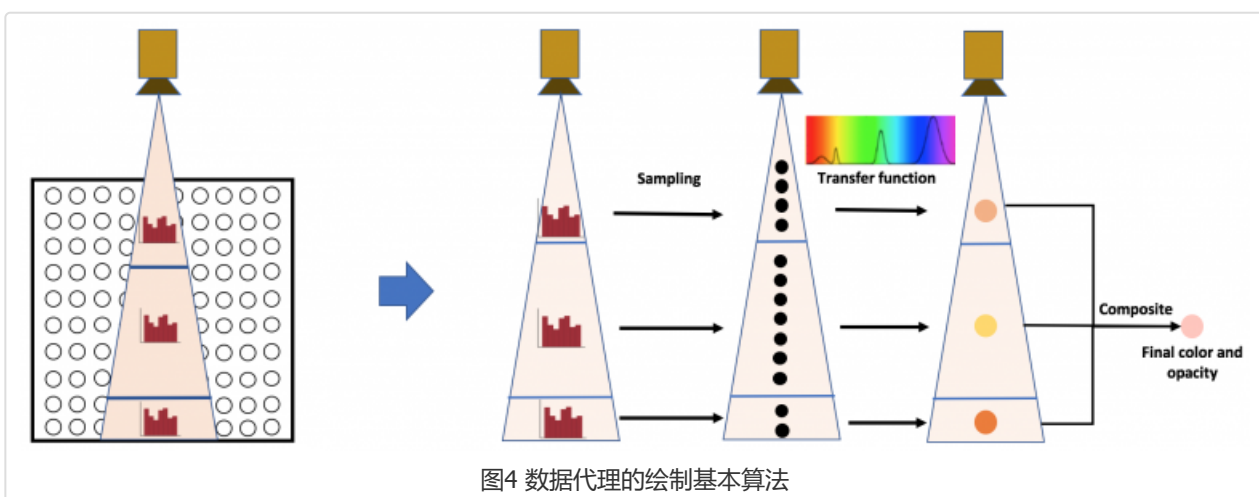 Sampling
Transfer function
Composite
Final color and
opacity
图4 数据代理的绘制基本算法